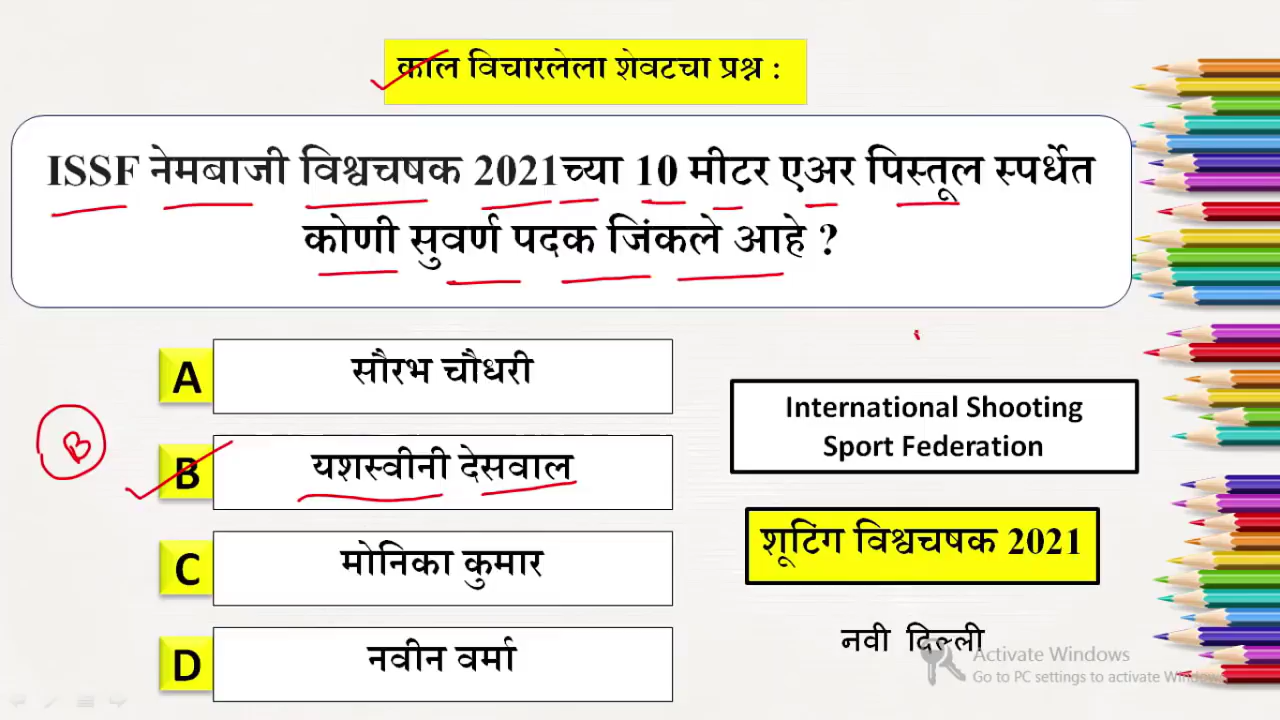 काल विचारलेला शेवटचा प्रश्न :
ISSF नेमबाजी विश्वचषक 2021च्या 10 मीटर एअर पिस्तूल स्पर्धेत
कोणी सुवर्ण पदक जिंकले आहे ?
A सौरभ चौधरी
B
B यशस्वीनी देसवाल
C मोनिका कुमार
D नवीन वर्मा
International Shooting
Sport Federation
शूटिंग विश्वचषक 2021
नवी दिल्ली
Activate Windows
Go to PC settings to activate Windows.